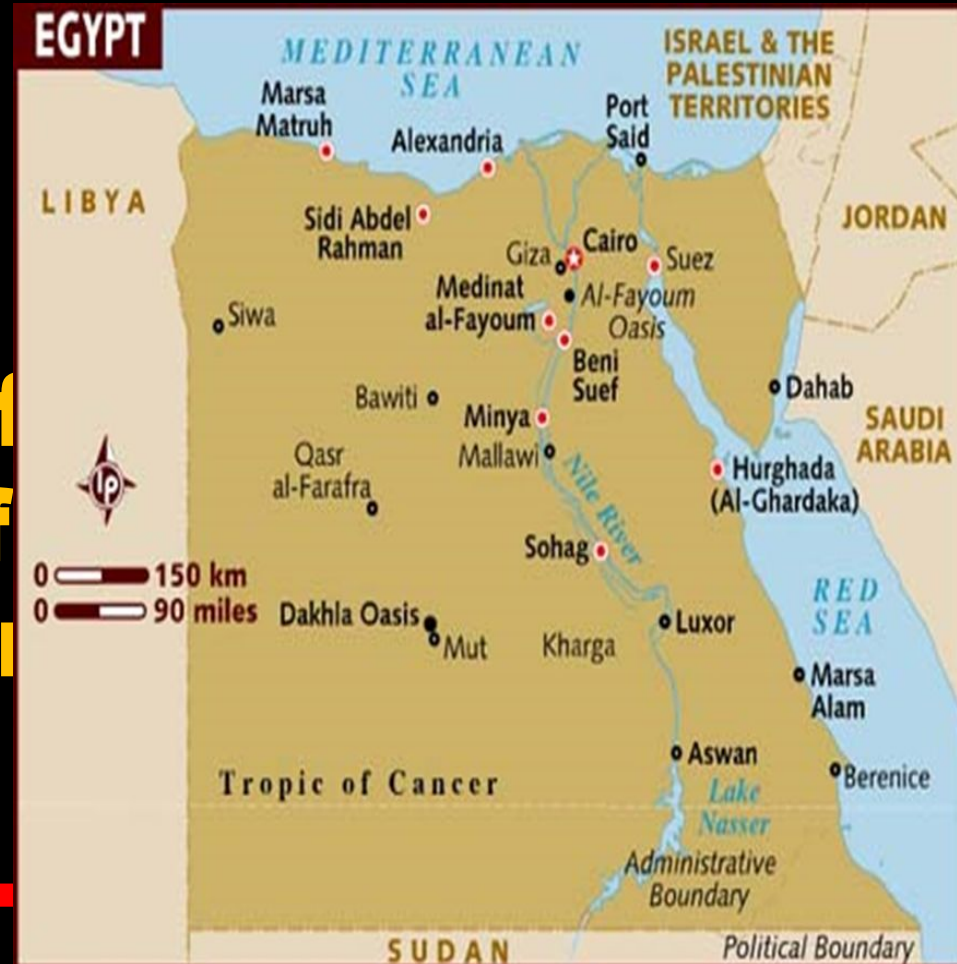 EGYPT
MEDITERRANEAN
SEA
ISRAEL & THE
PALESTINIAN
TERRITORIES
Marsa
Matruh
Alexandria
Port
Said
LIBYA
JORDAN
Sidi Abdel
Rahman
Giza
Cairo
Suez
Medinat
al-Fayoum
Al-Fayoum
Oasis
Siwa
Beni
Suef
Bawiti
Dahab
Minya
SAUDI
ARABIA
Mallawi
Qasr
al-Farafra
Nile River
Hurghada
(Al-Ghardaka)
lp
Sohag
0 150 km
0 90 miles
RED
SEA
Dakhla Oasis
Mut
Kharga
Luxor
Marsa
Alam
Aswan
Berenice
Tropic of Cancer
Lake
Nasser
Administrative
Boundary
SUDAN
Political Boundary